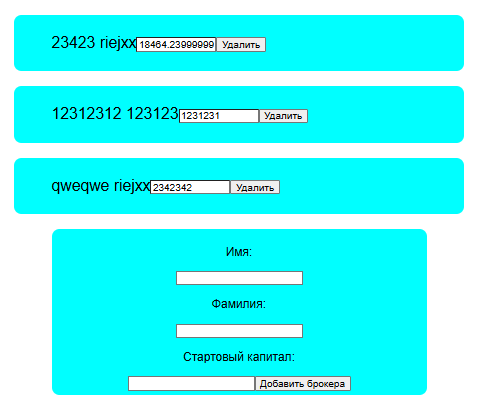 23423 riejxx 18464.23999999 Удалить
12312312 123123 1231231 Удалить
qweqwe riejxx 2342342 Удалить
Имя:
Фамилия:
Стартовый капитал:
Добавить брокера